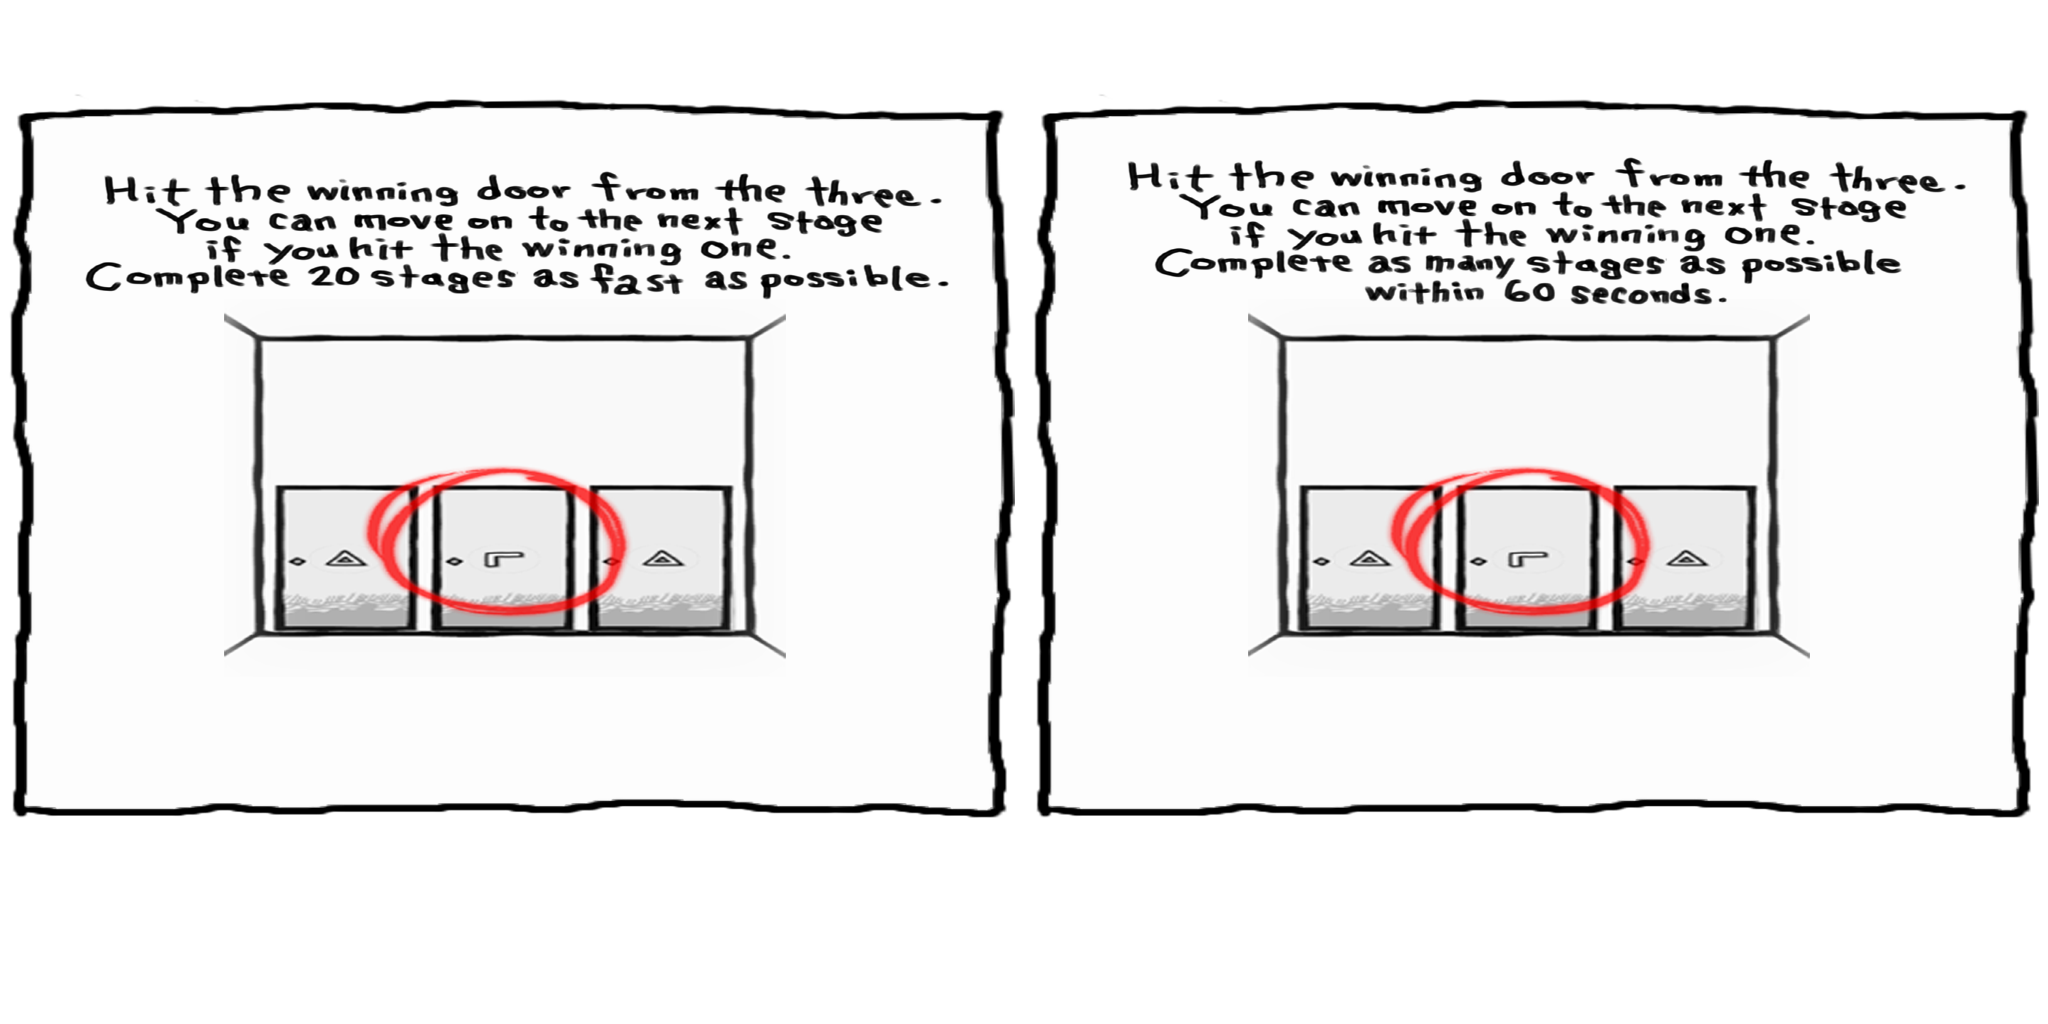 Hit the winning door from the three.
You can move on to the next stage
if you hit the winning one.
Complete 20 stages as fast as possible.
Hit the winning door from the three.
You can move on to the next stage
if you hit the winning one.
Complete as many stages as possible
within 60 seconds.